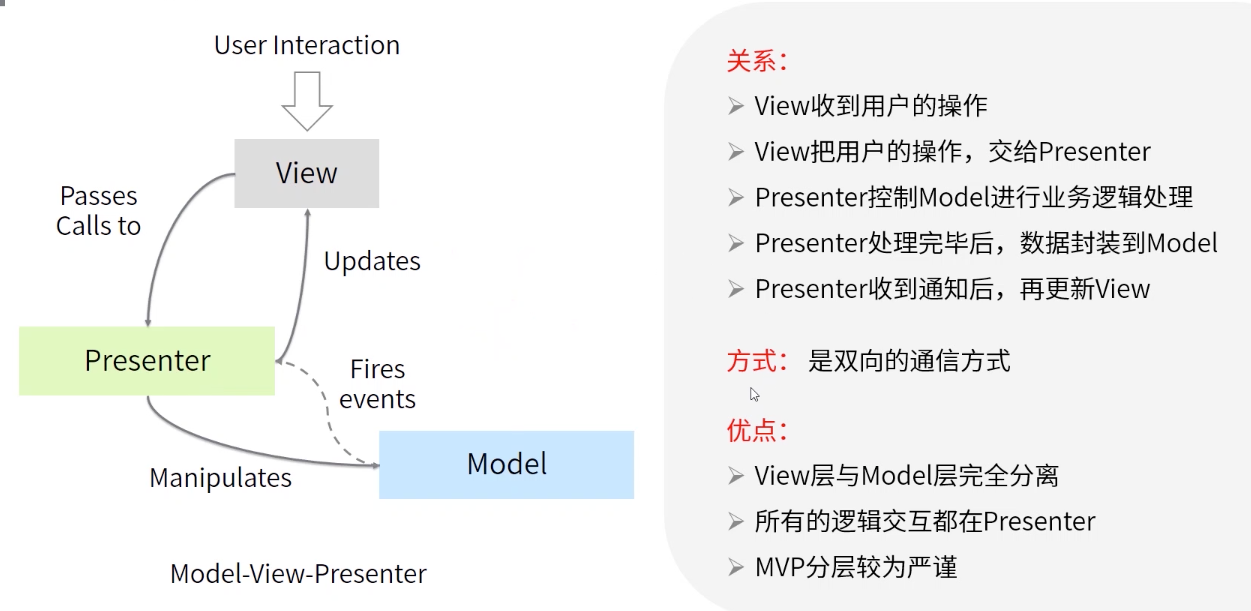 User Interaction
View
Passes
Calls to
Updates
Presenter
Fires
events
Model
Manipulates
Model-View-Presenter
关系：
View收到用户的操作
View把用户的操作，交给Presenter
Presenter控制Model进行业务逻辑处理
Presenter处理完毕后，数据封装到Model
Presenter收到通知后，再更新View
方式： 是双向的通信方式
优点：
View层与Model层完全分离
所有的逻辑交互都在Presenter
MVP分层较为严谨